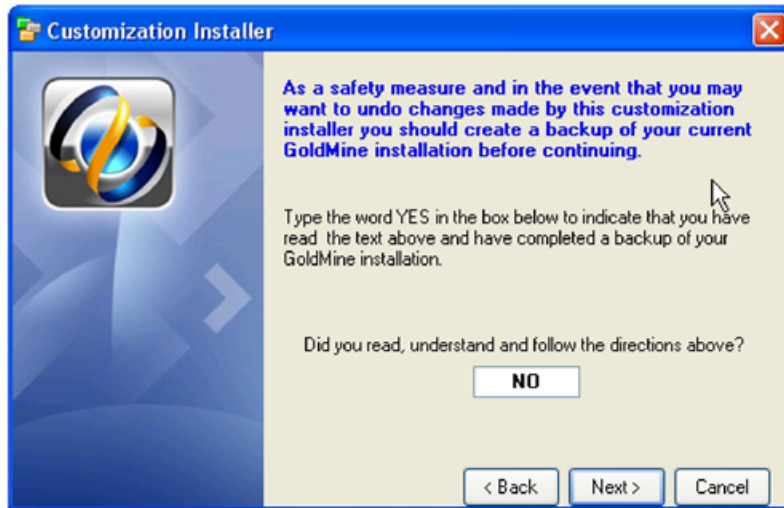 Customization Installer
As a safety measure and in the event that you may
want to undo changes made by this customization
installer you should create a backup of your current
GoldMine installation before continuing.
Type the word YES in the box below to indicate that you have
read the text above and have completed a backup of your
GoldMine installation.
Did you read, understand and follow the directions above?
NO
< Back Next > Cancel